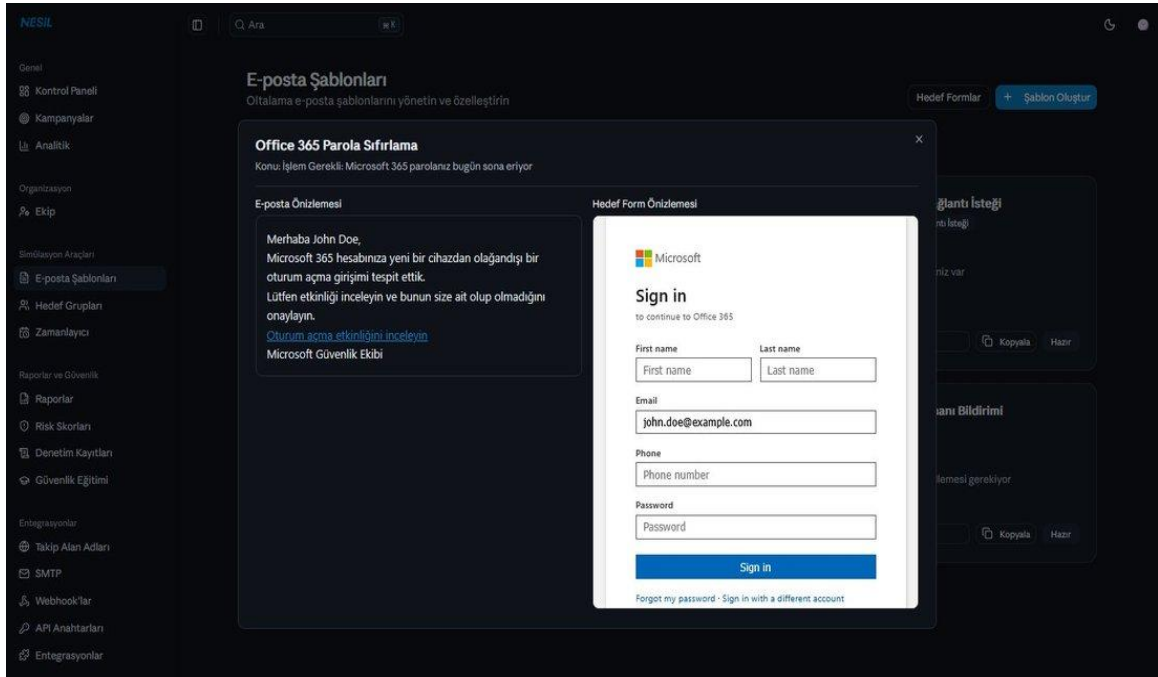 NESIL
Ara
⌘ K
Genel
Kontrol Paneli
Kampanyalar
Analitik
Organizasyon
Ekip
Simülasyon Araçları
E-posta Şablonları
Hedef Grupları
Zamanlayıcı
Raporlar ve Güvenlik
Raporlar
Risk Skorları
Denetim Kayıtları
Güvenlik Eğitimi
Entegrasyonlar
Takip Alan Adları
SMTP
Webhook'lar
API Anahtarları
Entegrasyonlar
E-posta Şablonları
Oltalama e-posta şablonlarını yönetin ve özelleştirin
Hedef Formlar
+ Şablon Oluştur
Office 365 Parola Sıfırlama
Konu: İşlem Gerekli: Microsoft 365 parolanız bugün sona eriyor
E-posta Önizlemesi
Merhaba John Doe,
Microsoft 365 hesabınıza yeni bir cihazdan olağandışı bir
oturum açma girişimi tespit ettik.
Lütfen etkinliği inceleyin ve bunun size ait olup olmadığını
onaylayın.
Oturum açma etkinliğini inceleyin
Microsoft Güvenlik Ekibi
Hedef Form Önizlemesi
Microsoft
Sign in
to continue to Office 365
First name Last name
First name Last name
Email
john.doe@example.com
Phone
Phone number
Password
Password
Sign in
Forgot my password · Sign in with a different account
ğlantı İsteği
ntı İsteği
niz var
Kopyala Hazır
anı Bildirimi
lemesi gerekiyor
Kopyala Hazır